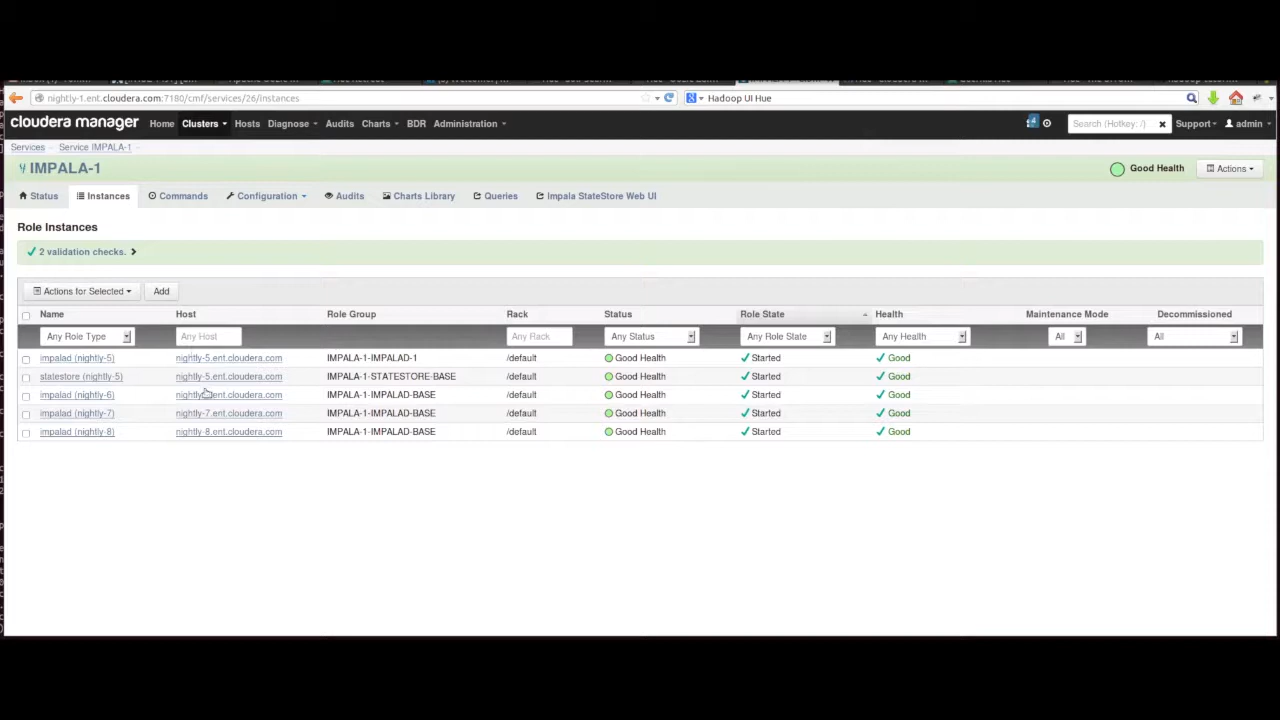 nightly-1.ent.cloudera.com:7180/cmf/services/26/instances
Hadoop UI Hue
cloudera manager Home Clusters Hosts Diagnose Audits Charts BDR Administration 4 Search (Hotkey: /) Support admin
Services Service IMPALA-1
IMPALA-1 Good Health Actions
Status Instances Commands Configuration Audits Charts Library Queries Impala StateStore Web UI
Role Instances
2 validation checks.
Actions for Selected Add
Name Host Role Group Rack Status Role State Health Maintenance Mode Decommissioned
Any Role Type Any Host Any Rack Any Status Any Role State Any Health All All
impalad (nightly-5) nightly-5.ent.cloudera.com IMPALA-1-IMPALAD-1 /default Good Health Started Good
statestore (nightly-5) nightly-5.ent.cloudera.com IMPALA-1-STATESTORE-BASE /default Good Health Started Good
impalad (nightly-6) IMPALA-1-IMPALAD-BASE /default Good Health Started Good
impalad (nightly-7) nightly-7.ent.cloudera.com IMPALA-1-IMPALAD-BASE /default Good Health Started Good
impalad (nightly-8) nightly-8.ent.cloudera.com IMPALA-1-IMPALAD-BASE /default Good Health Started Good